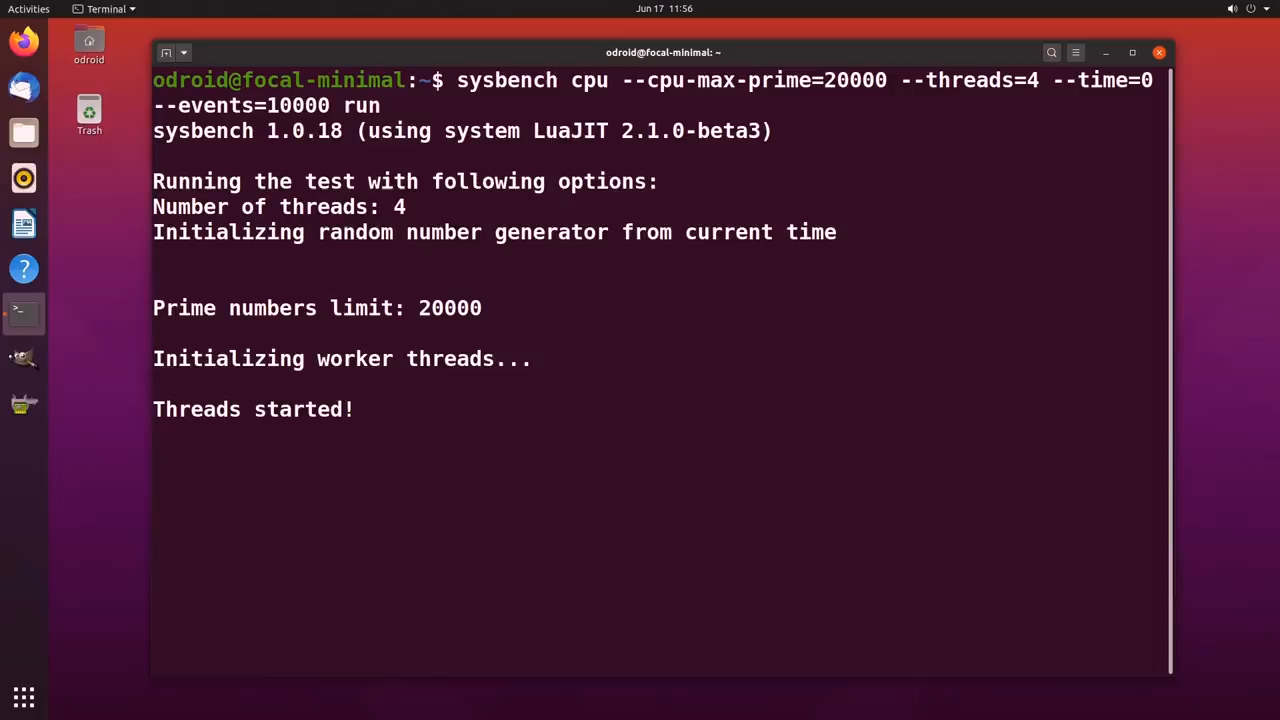 Activities
Terminal
Jun 17 11:56
odroid
Trash
odroid@focal-minimal: ~
odroid@focal-minimal:~$ sysbench cpu --cpu-max-prime=20000 --threads=4 --time=0
--events=10000 run
sysbench 1.0.18 (using system LuaJIT 2.1.0-beta3)
Running the test with following options:
Number of threads: 4
Initializing random number generator from current time
Prime numbers limit: 20000
Initializing worker threads...
Threads started!